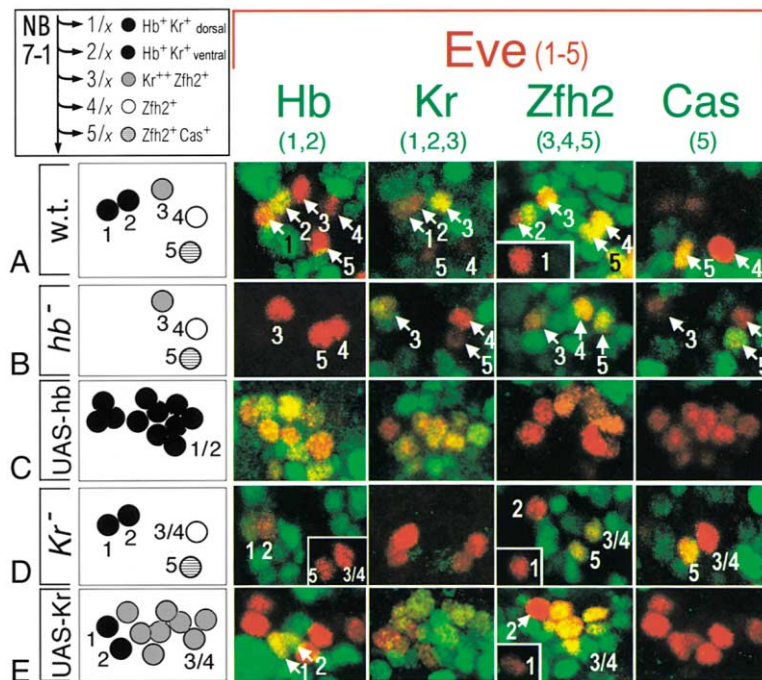 NB 7-1
1/x Hb+ Kr+ dorsal
2/x Hb+ Kr+ ventral
3/x Kr++ Zfh2+
4/x Zfh2+
5/x Zfh2+ Cas+
Eve (1-5)
Hb Kr Zfh2 Cas
(1,2) (1,2,3) (3,4,5) (5)
A w.t. 1 2 3 4 5
1 2 3 4 5
1 2 3 5 4
2 3 4 5 1
5 4
B hb- 3 4 5
3 5 4
3 4 5
3 4 5
3 4 5
C UAS-hb 1/2
D Kr- 1 2 3/4 5
1 2 5 3/4
2 3/4 5 1
5 3/4
E UAS-Kr 1 2 3/4
1 2
2 3/4 1